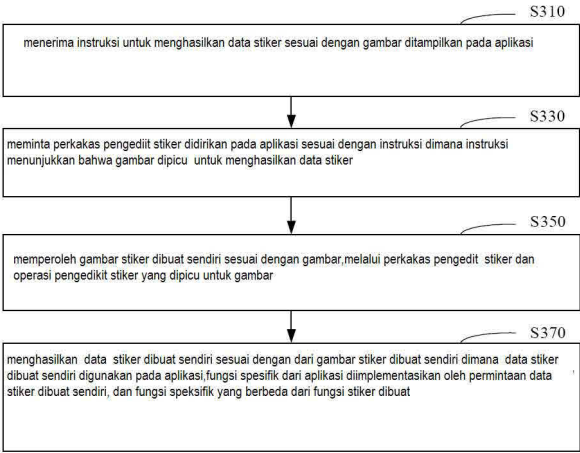 S310
menerima instruksi untuk menghasilkan data stiker sesuai dengan gambar ditampilkan pada aplikasi
S330
meminta perkakas pengediit stiker didirikan pada aplikasi sesuai dengan instruksi dimana instruksi
menunjukkan bahwa gambar dipicu untuk menghasilkan data stiker
S350
memperoleh gambar stiker dibuat sendiri sesuai dengan gambar,melalui perkakas pengedit stiker dan
operasi pengedikit stiker yang dipicu untuk gambar
S370
menghasilkan data stiker dibuat sendiri sesuai dengan dari gambar stiker dibuat sendiri dimana data stiker
dibuat sendiri digunakan pada aplikasi,fungsi spesifik dari aplikasi diimplementasikan oleh permintaan data
stiker dibuat sendiri, dan fungsi speksifik yang berbeda dari fungsi stiker dibuat